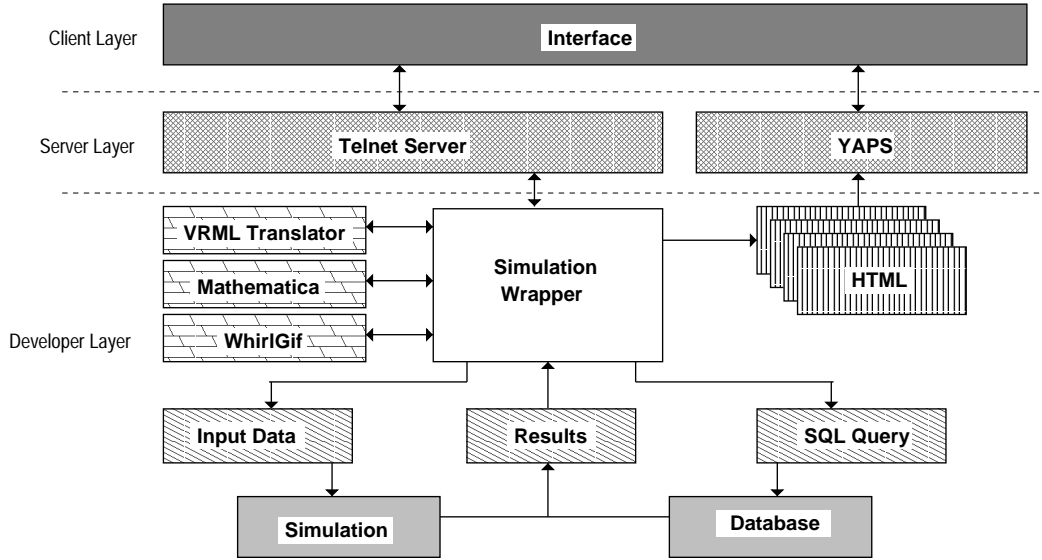 Client Layer
Interface
Server Layer
Telnet Server
YAPS
Developer Layer
VRML Translator
Mathematica
WhirlGif
Simulation
Wrapper
HTML
Input Data
Results
SQL Query
Simulation
Database